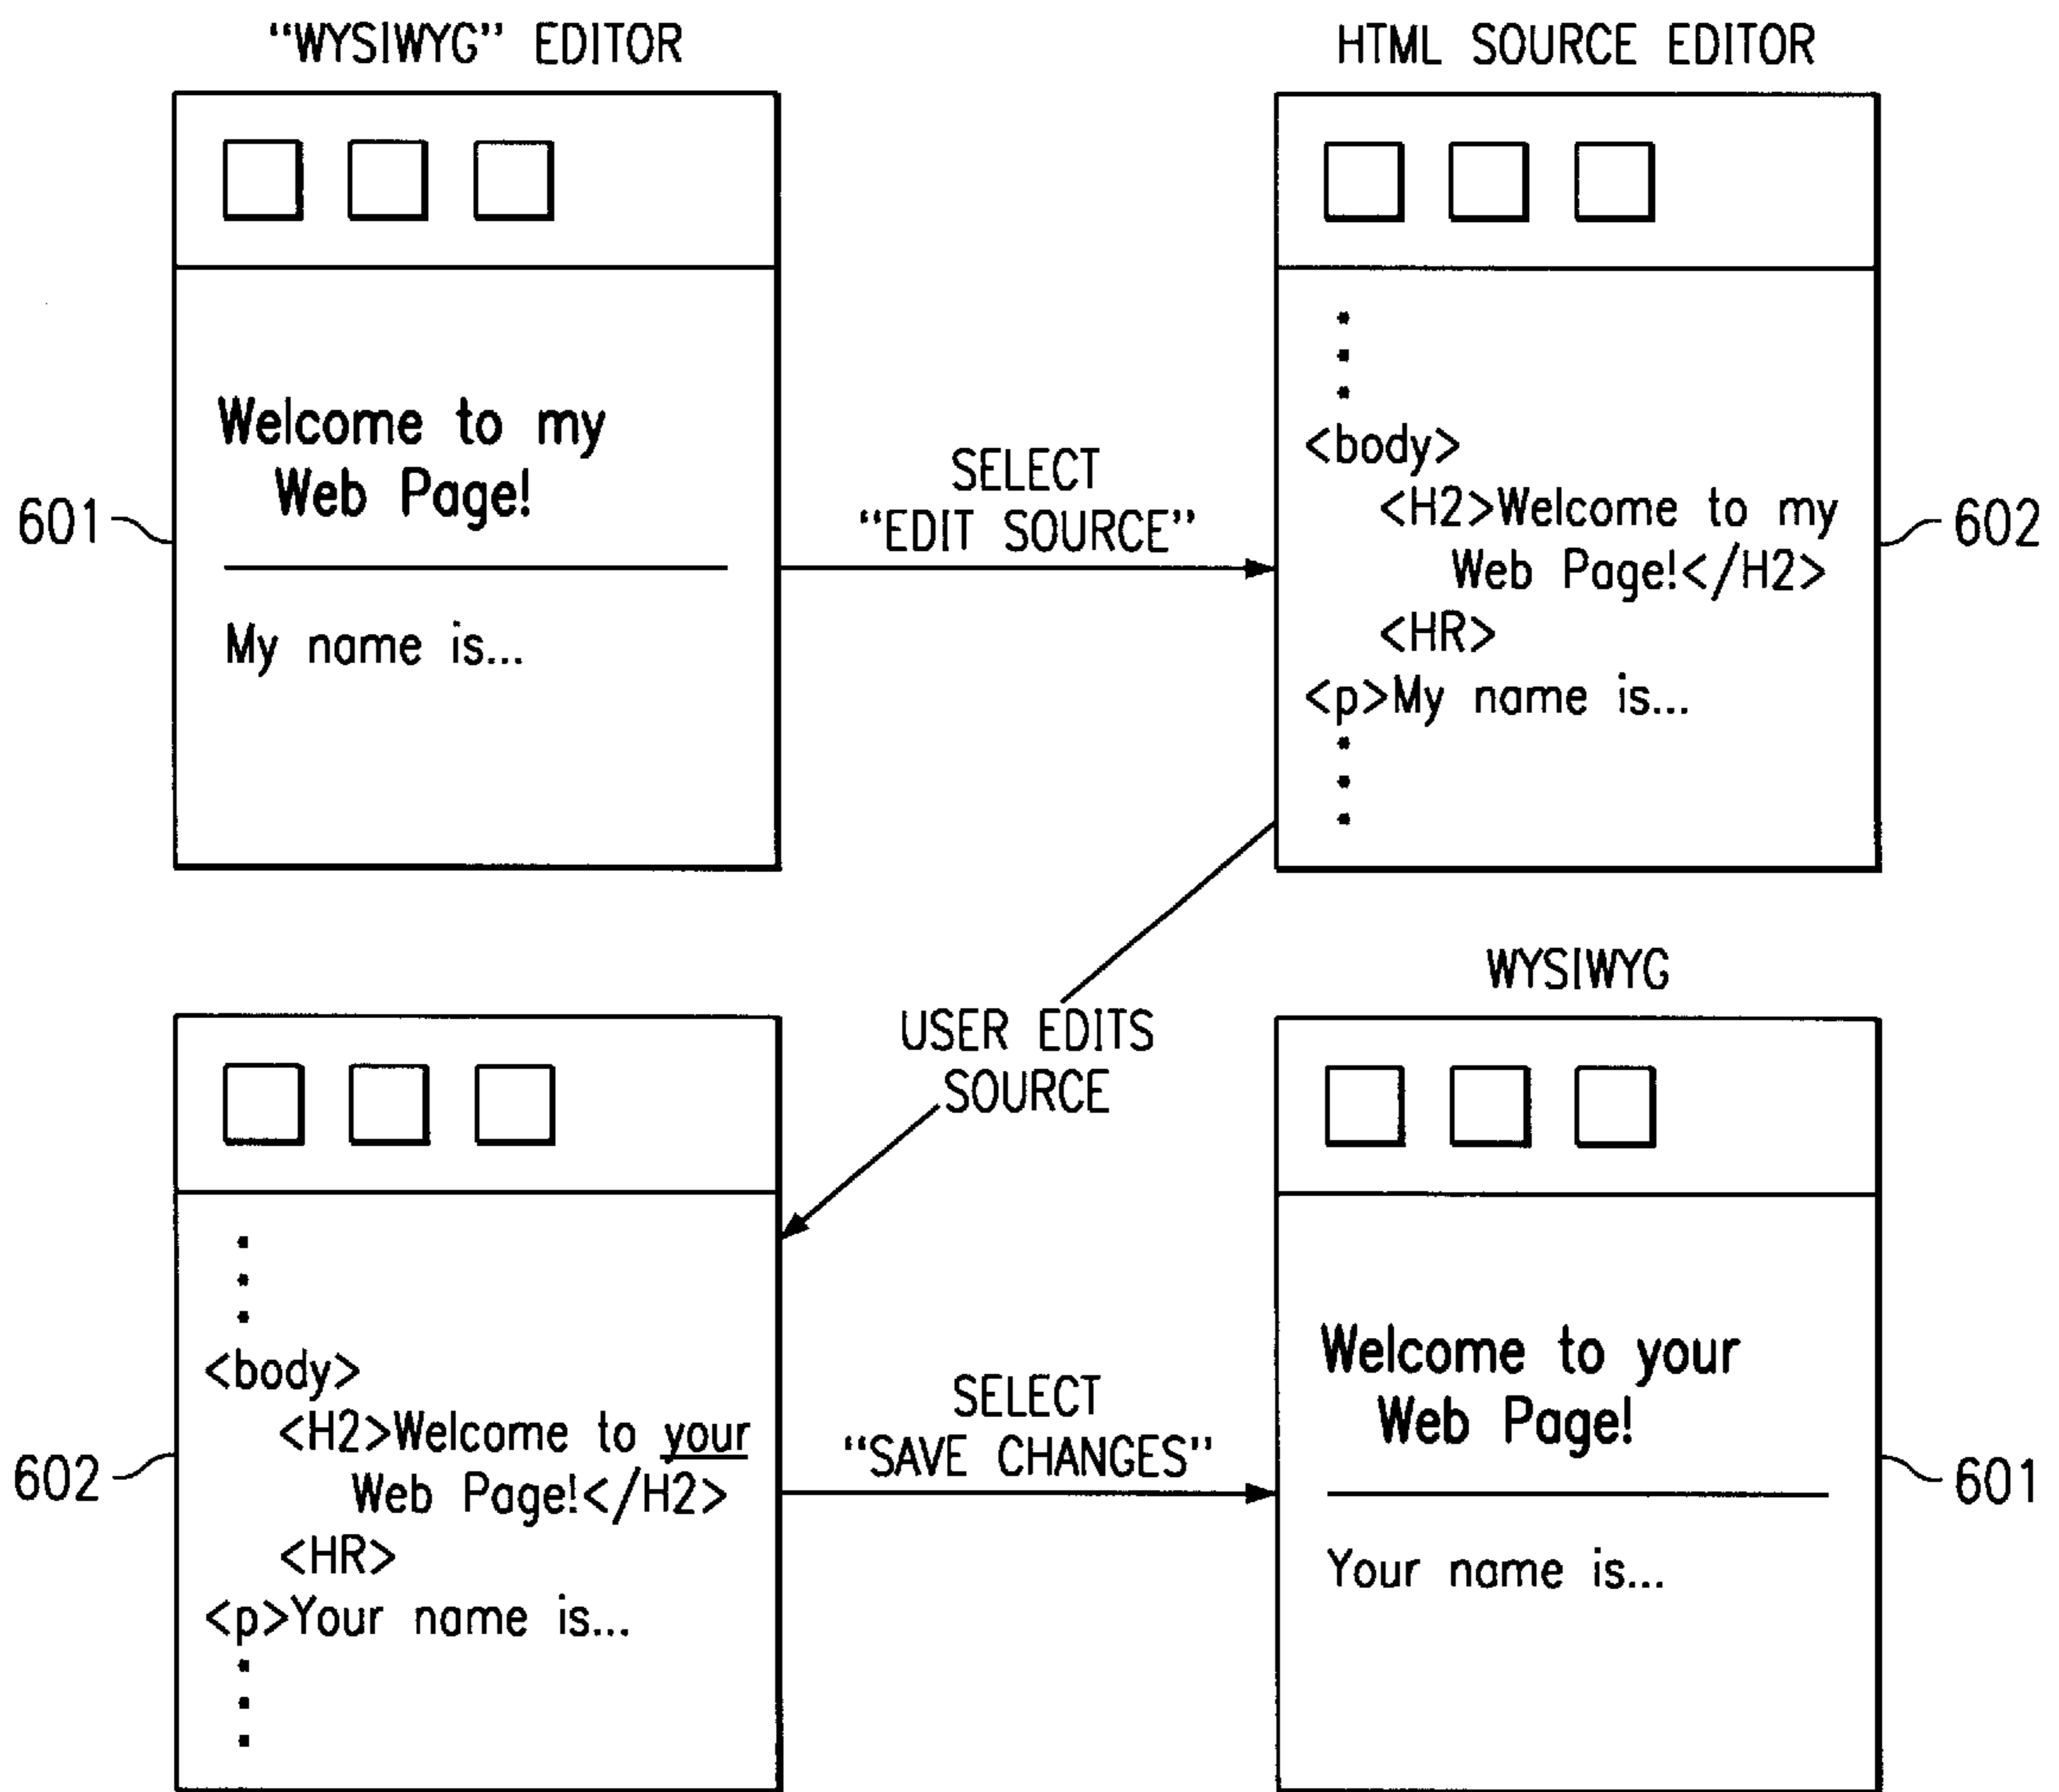 “WYSIWYG” EDITOR
Welcome to my
Web Page!
My name is...
601
SELECT
“EDIT SOURCE”
HTML SOURCE EDITOR
<body>
<H2>Welcome to my
Web Page!</H2>
<HR>
<p>My name is...
602
USER EDITS
SOURCE
<body>
<H2>Welcome to your
Web Page!</H2>
<HR>
<p>Your name is...
602
SELECT
“SAVE CHANGES”
WYSIWYG
Welcome to your
Web Page!
Your name is...
601